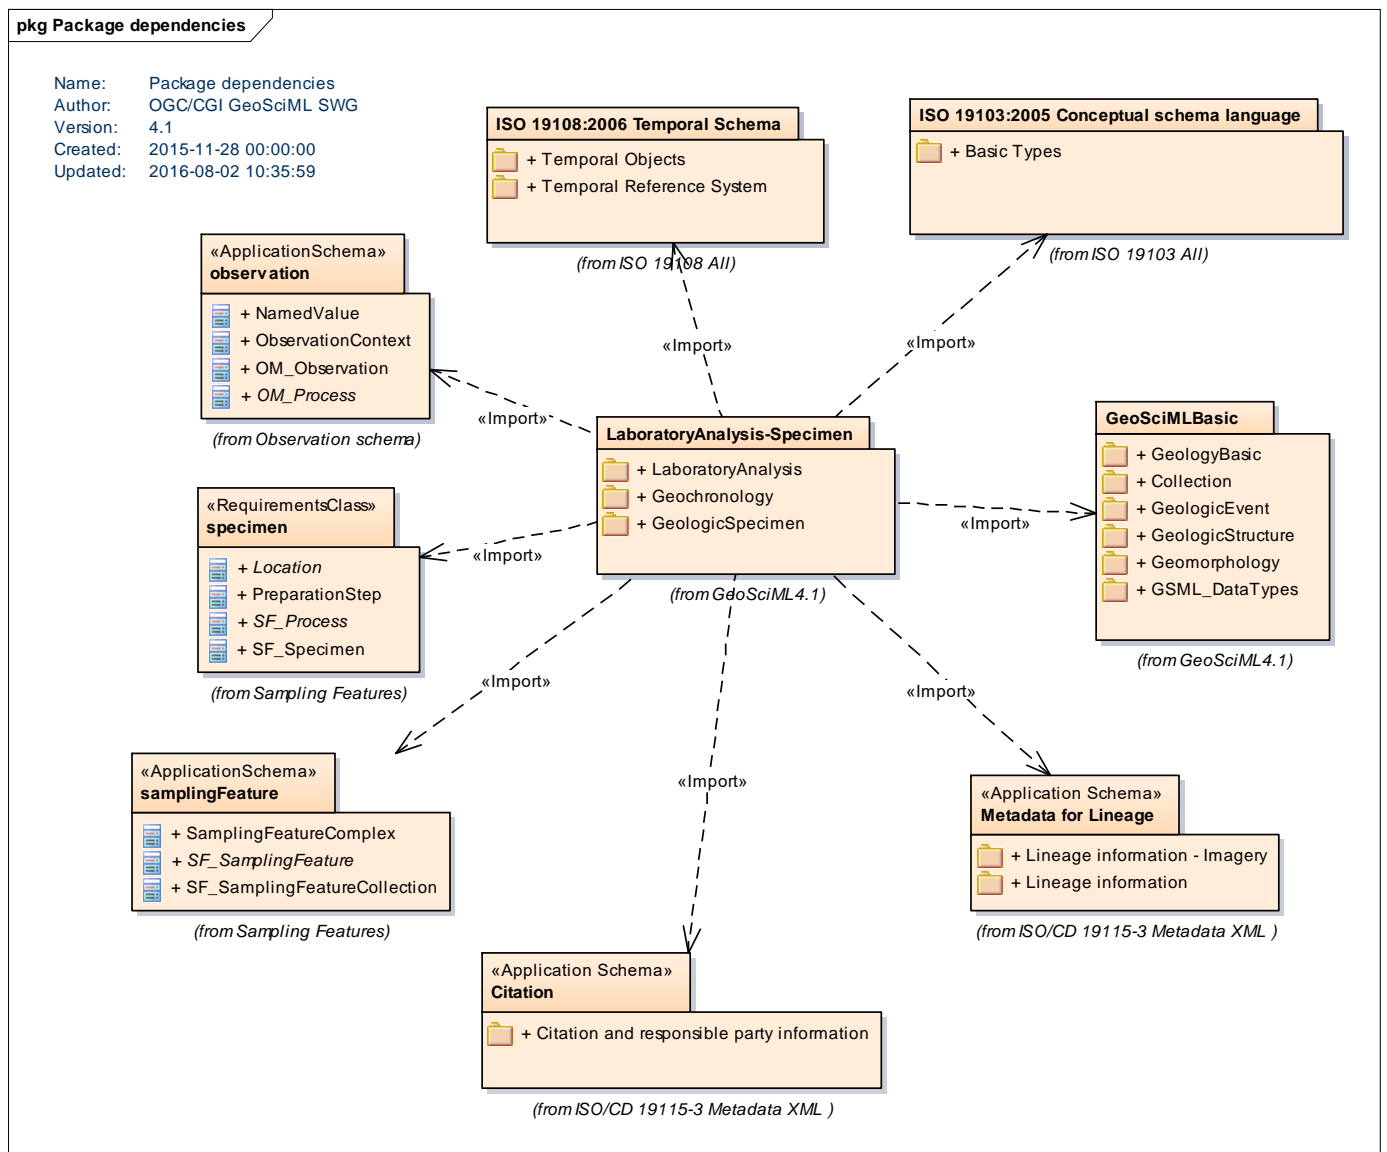 pkg Package dependencies
Name: Package dependencies
Author: OGC/CGI GeoSciML SWG
Version: 4.1
Created: 2015-11-28 00:00:00
Updated: 2016-08-02 10:35:59
ISO 19108:2006 Temporal Schema
+ Temporal Objects
+ Temporal Reference System
(from ISO 19108 All)
ISO 19103:2005 Conceptual schema language
+ Basic Types
(from ISO 19103 All)
«ApplicationSchema»
observation
+ NamedValue
+ ObservationContext
+ OM_Observation
+ OM_Process
(from Observation schema)
«Import»
«Import»
«Import»
LaboratoryAnalysis-Specimen
+ LaboratoryAnalysis
+ Geochronology
+ GeologicSpecimen
(from GeoSciML4.1)
GeoSciMLBasic
+ GeologyBasic
+ Collection
+ GeologicEvent
+ GeologicStructure
+ Geomorphology
+ GSML_DataTypes
(from GeoSciML4.1)
«Import»
«RequirementsClass»
specimen
+ Location
+ PreparationStep
+ SF_Process
+ SF_Specimen
(from Sampling Features)
«Import»
«Import»
«Import»
«Import»
«ApplicationSchema»
samplingFeature
+ SamplingFeatureComplex
+ SF_SamplingFeature
+ SF_SamplingFeatureCollection
(from Sampling Features)
«Application Schema»
Metadata for Lineage
+ Lineage information - Imagery
+ Lineage information
(from ISO/CD 19115-3 Metadata XML )
«Application Schema»
Citation
+ Citation and responsible party information
(from ISO/CD 19115-3 Metadata XML )